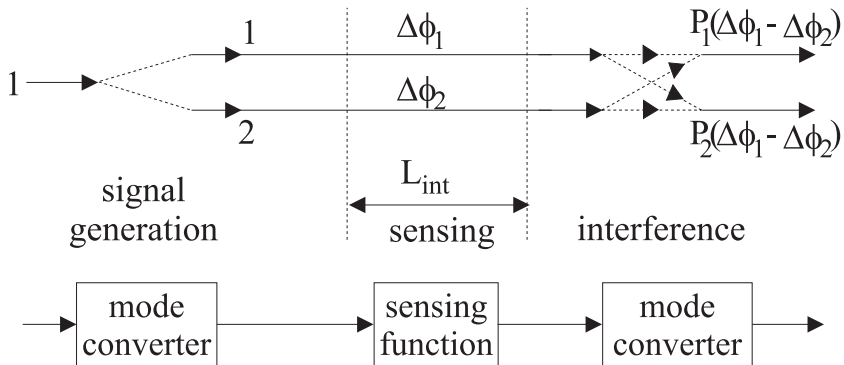 1
1
2
Δϕ₁
Δϕ₂
P₁(Δϕ₁- Δϕ₂)
P₂(Δϕ₁- Δϕ₂)
L_int
signal
generation
sensing
interference
mode
converter
sensing
function
mode
converter